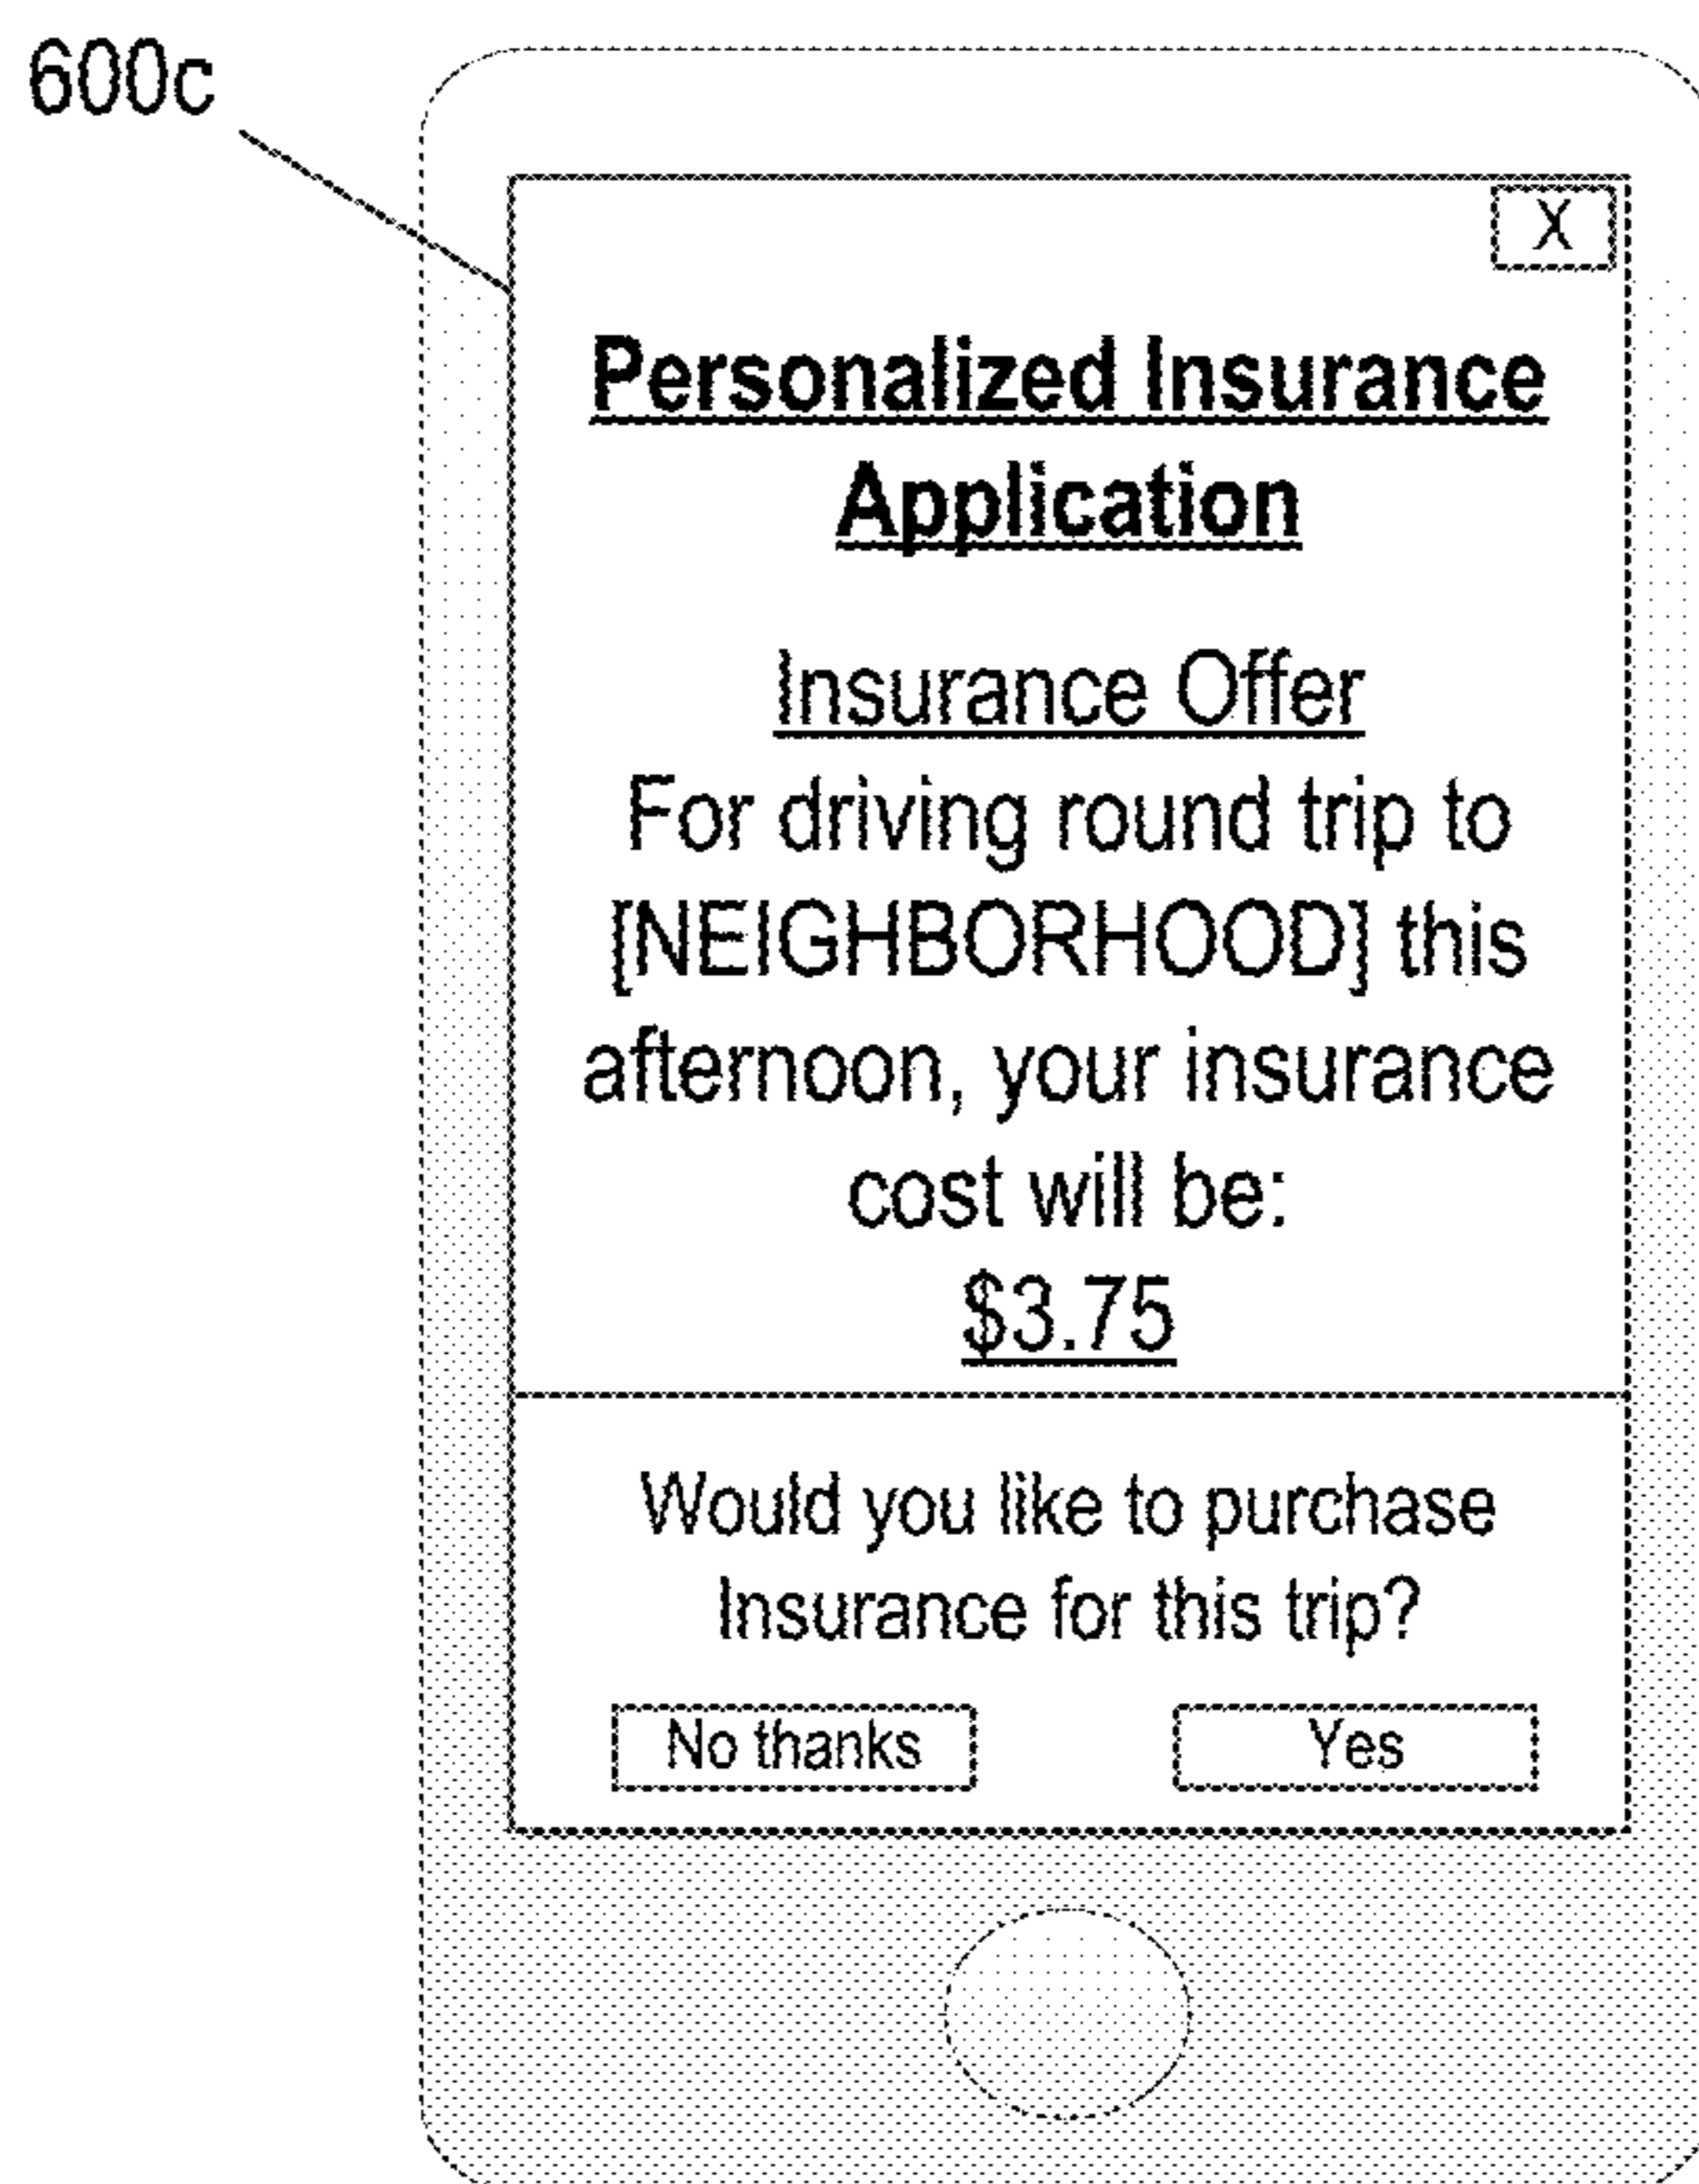 600c
X
Personalized Insurance
Application
Insurance Offer
For driving round trip to
[NEIGHBORHOOD] this
afternoon, your insurance
cost will be:
$3.75
Would you like to purchase
Insurance for this trip?
No thanks
Yes